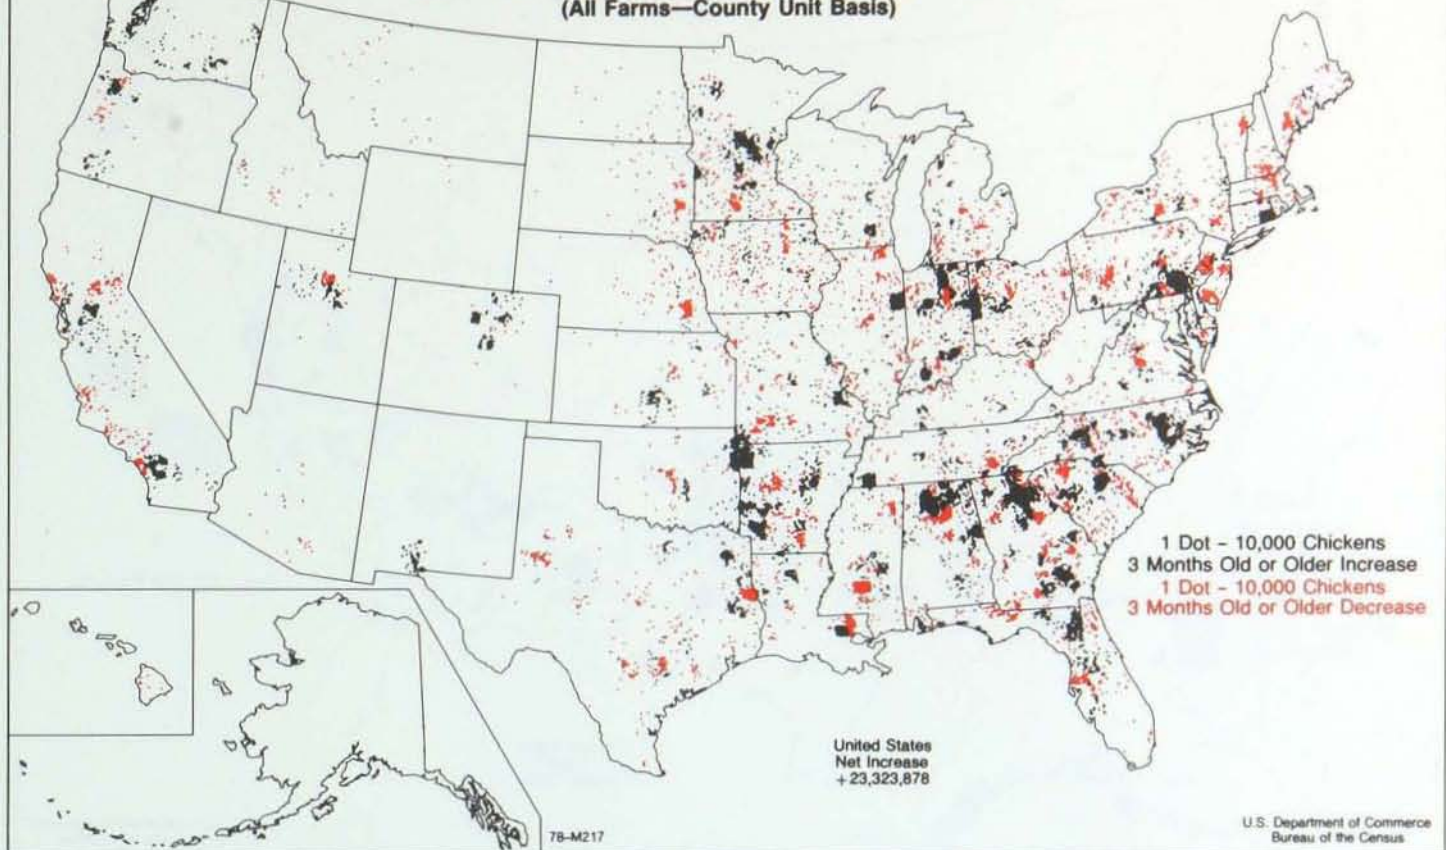 (All Farms—County Unit Basis)
1 Dot - 10,000 Chickens
3 Months Old or Older Increase
1 Dot - 10,000 Chickens
3 Months Old or Older Decrease
United States
Net Increase
+23,323,878
78-M217
U.S. Department of Commerce
Bureau of the Census